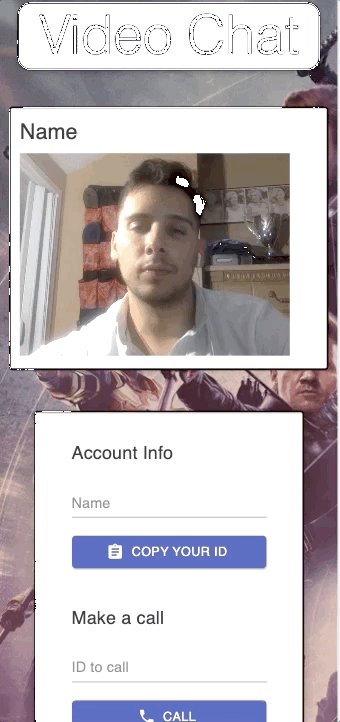 Video Chat
Name
Account Info
Name
COPY YOUR ID
Make a call
ID to call
CALL